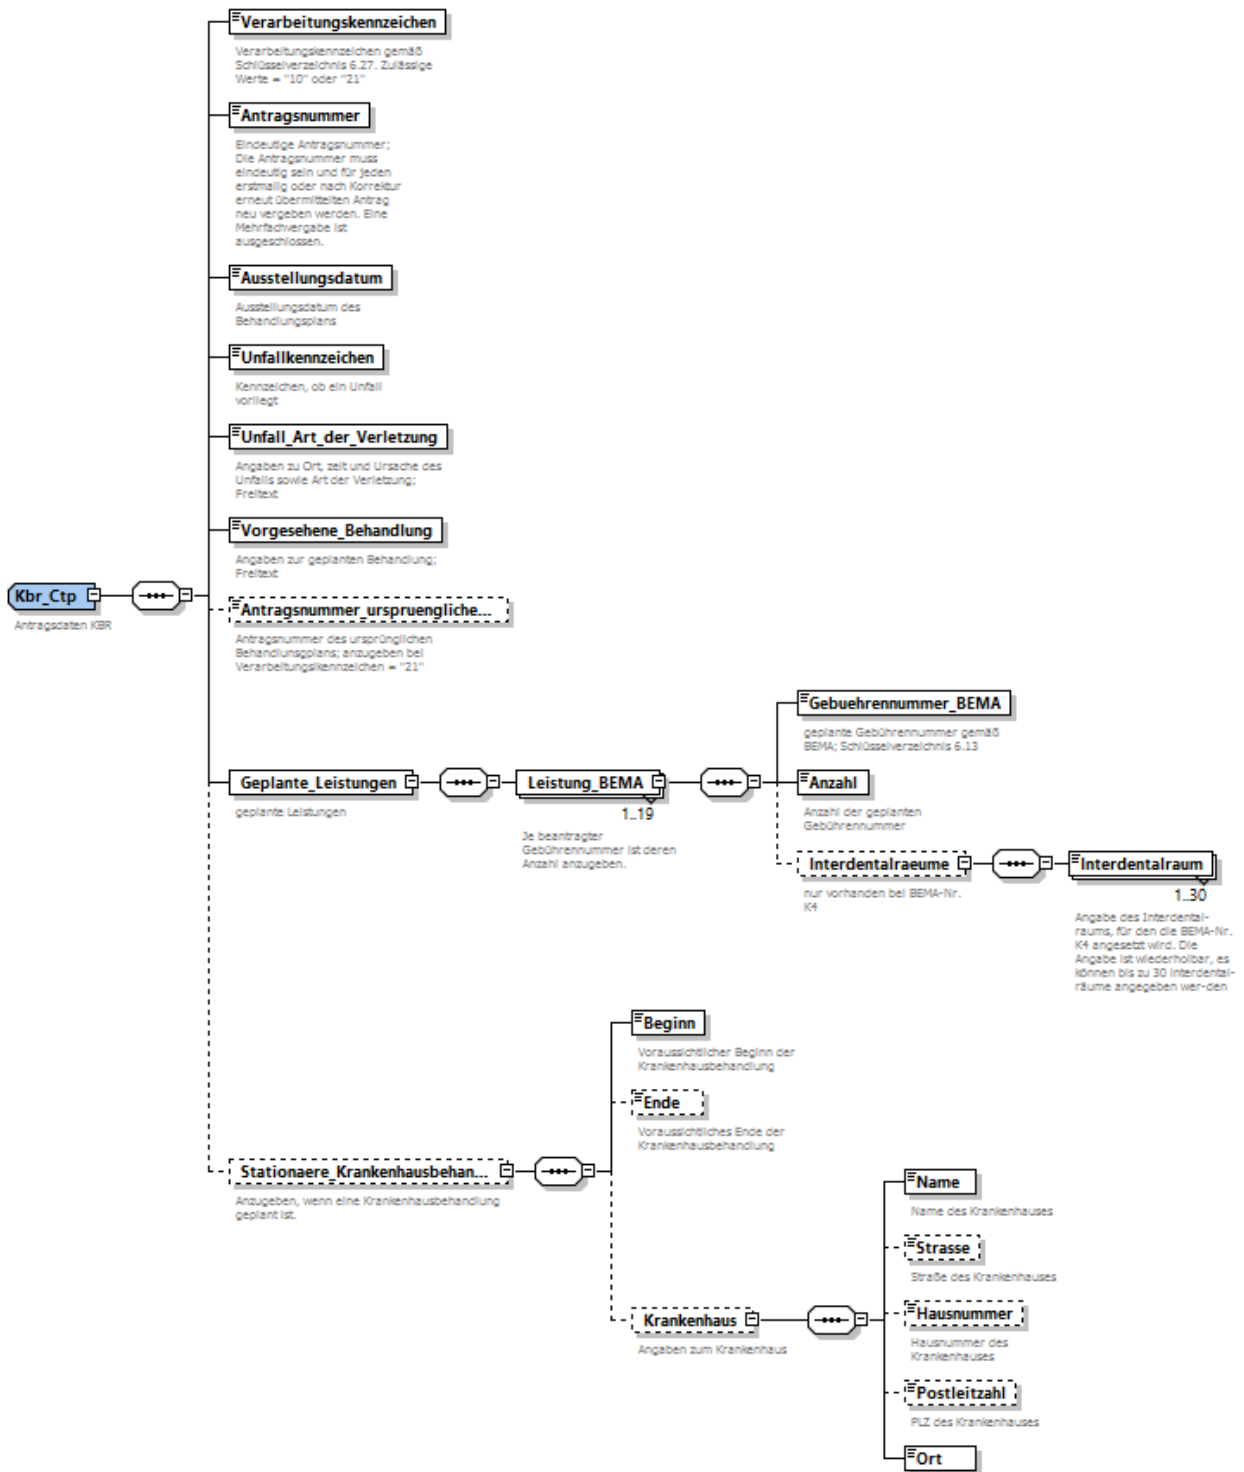 Verarbeitungskennzeichen
Verarbeitungskennzeichen gemäß
Schlüsselverzeichnis 6.27. Zulässige
Werte = "10" oder "21"
Antragsnummer
Eindeutige Antragsnummer;
Die Antragsnummer muss
eindeutig sein und für jeden
erstmalig oder nach Korrektur
erneut übermittelten Antrag
neu vergeben werden. Eine
Mehrfachvergabe ist
ausgeschlossen.
Ausstellungsdatum
Ausstellungsdatum des
Behandlungsplans
Unfallkennzeichen
Kennzeichen, ob ein Unfall
vorliegt
Unfall_Art_der_Verletzung
Angaben zu Ort, zeit und Ursache des
Unfalls sowie Art der Verletzung;
Freitext
Vorgesehene_Behandlung
Angaben zur geplanten Behandlung;
Freitext
Kbr_Ctp
Antragsdaten KBR
Antragsnummer_urspruengliche...
Antragsnummer des ursprünglichen
Behandlunsgplans; anzugeben bei
Verarbeitungsikennzeichen = "21"
Geplante_Leistungen
geplante Leistungen
Leistung_BEMA
1..19
Je beantragter
Gebührennummer ist deren
Anzahl anzugeben.
Gebuehrennummer_BEMA
geplante Gebührennummer gemäß
BEMA; Schlüsselverzeichnis 6.13
Anzahl
Anzahl der geplanten
Gebührennummer
Interdentalraeume
nur vorhanden bei BEMA-Nr.
K4
Interdentalraum
1..30
Angabe des Interdental-
raums, für den die BEMA-Nr.
K4 angesetzt wird. Die
Angabe ist wiederholbar, es
können bis zu 30 Interdental-
räume angegeben wer-den
Stationaere_Krankenhausbehan...
Anzugeben, wenn eine Krankenhausbehandlung
geplant ist.
Beginn
Voraussichtlicher Beginn der
Krankenhausbehandlung
Ende
Voraussichtliches Ende der
Krankenhausbehandlung
Krankenhaus
Angaben zum Krankenhaus
Name
Name des Krankenhauses
Strasse
Straße des Krankenhauses
Hausnummer
Hausnummer des
Krankenhauses
Postleitzahl
PLZ des Krankenhauses
Ort